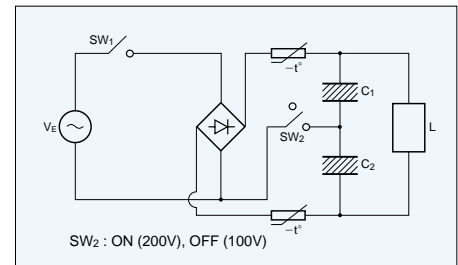 SW1
−t°
C1
VE
SW2
L
C2
−t°
SW2 : ON (200V), OFF (100V)